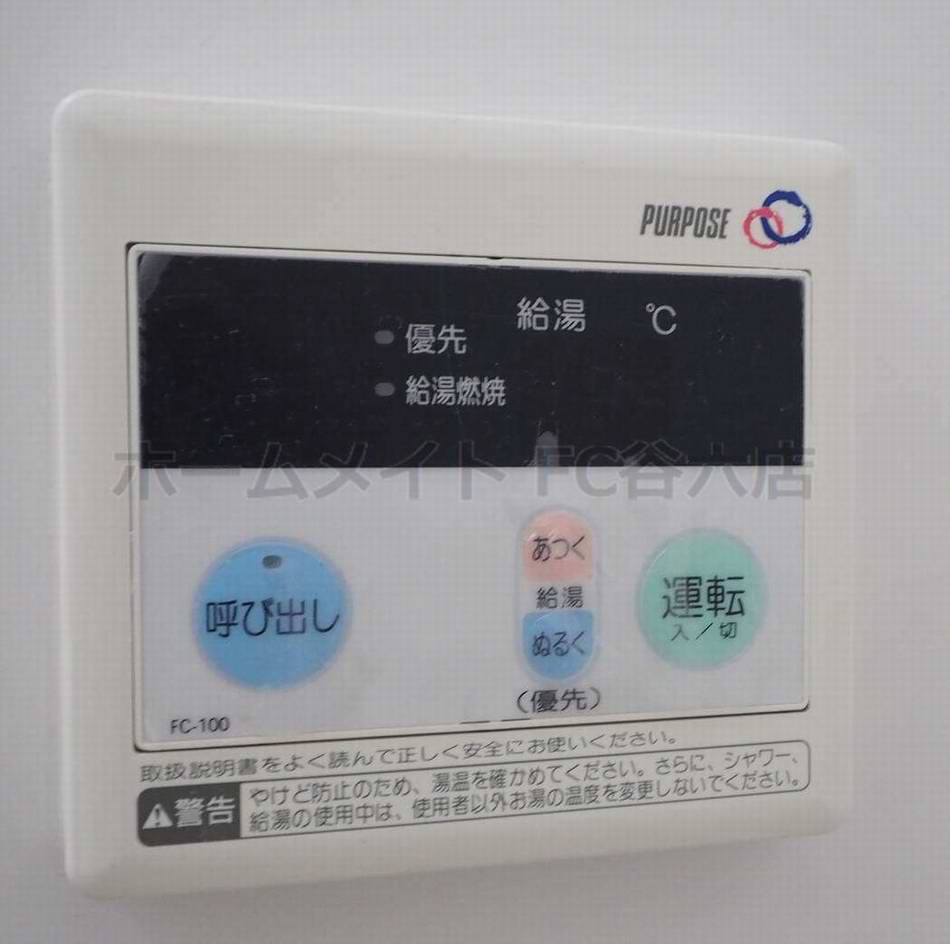 PURPOSE
給湯 ℃
優先
給湯燃焼
ホームメイトFC谷六店
呼び出し
あつく
給湯
ぬるく
(優先)
運転
入/切
FC-100
取扱説明書をよく読んで正しく安全にお使いください。
警告
やけど防止のため、湯温を確かめてください。さらに、シャワー、
給湯の使用中は、使用者以外お湯の温度を変更しないでください。